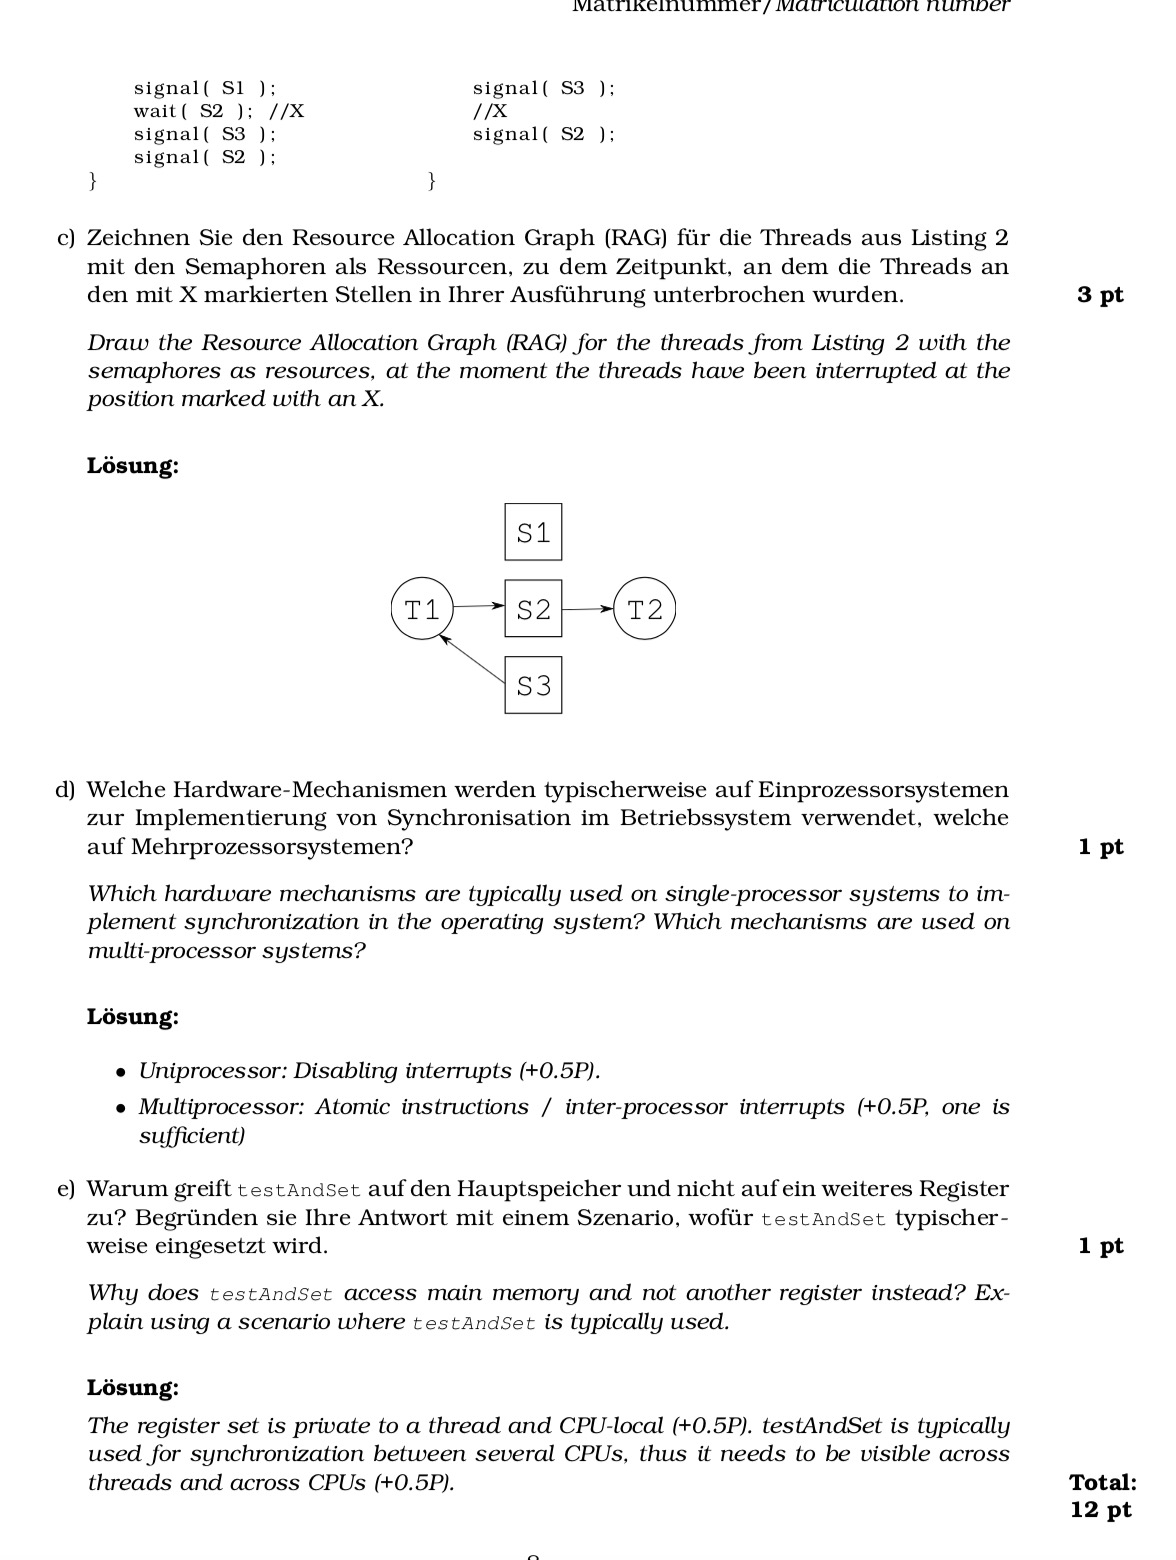 Matrikelnummer/Matriculation number
signal( S1 );
wait( S2 ); //X
signal( S3 );
signal( S2 );
}
signal( S3 );
//X
signal( S2 );
}
c) Zeichnen Sie den Resource Allocation Graph (RAG) für die Threads aus Listing 2
mit den Semaphoren als Ressourcen, zu dem Zeitpunkt, an dem die Threads an
den mit X markierten Stellen in Ihrer Ausführung unterbrochen wurden.
3 pt
Draw the Resource Allocation Graph (RAG) for the threads from Listing 2 with the
semaphores as resources, at the moment the threads have been interrupted at the
position marked with an X.
Lösung:
S1
T1 S2 T2
S3
d) Welche Hardware-Mechanismen werden typischerweise auf Einprozessorsystemen
zur Implementierung von Synchronisation im Betriebssystem verwendet, welche
auf Mehrprozessorsystemen?
1 pt
Which hardware mechanisms are typically used on single-processor systems to im-
plement synchronization in the operating system? Which mechanisms are used on
multi-processor systems?
Lösung:
• Uniprocessor: Disabling interrupts (+0.5P).
• Multiprocessor: Atomic instructions / inter-processor interrupts (+0.5P, one is
sufficient)
e) Warum greift testAndSet auf den Hauptspeicher und nicht auf ein weiteres Register
zu? Begründen sie Ihre Antwort mit einem Szenario, wofür testAndSet typischer-
weise eingesetzt wird.
1 pt
Why does testAndSet access main memory and not another register instead? Ex-
plain using a scenario where testAndSet is typically used.
Lösung:
The register set is private to a thread and CPU-local (+0.5P). testAndSet is typically
used for synchronization between several CPUs, thus it needs to be visible across
threads and across CPUs (+0.5P).
Total:
12 pt